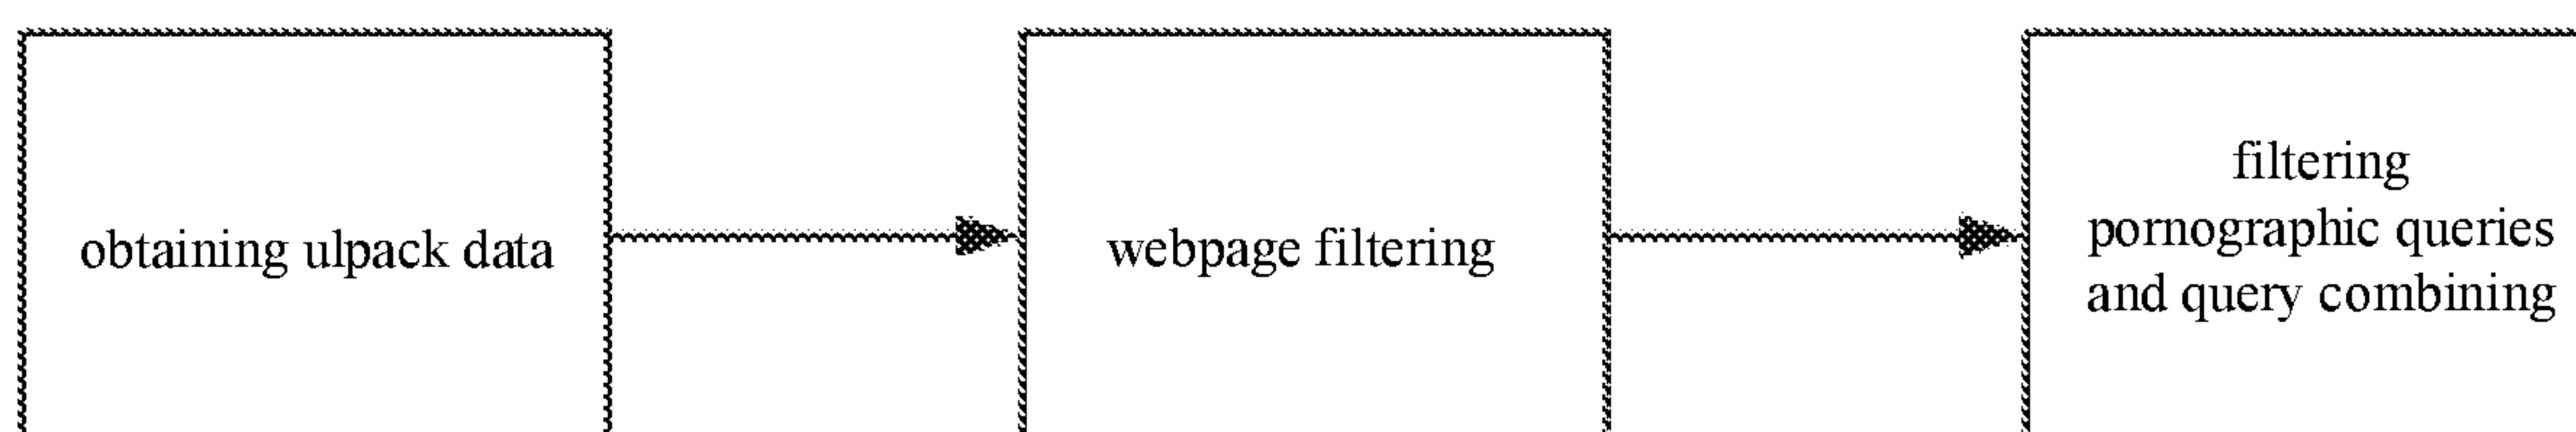 obtaining ulpack data
webpage filtering
filtering
pornographic queries
and query combining